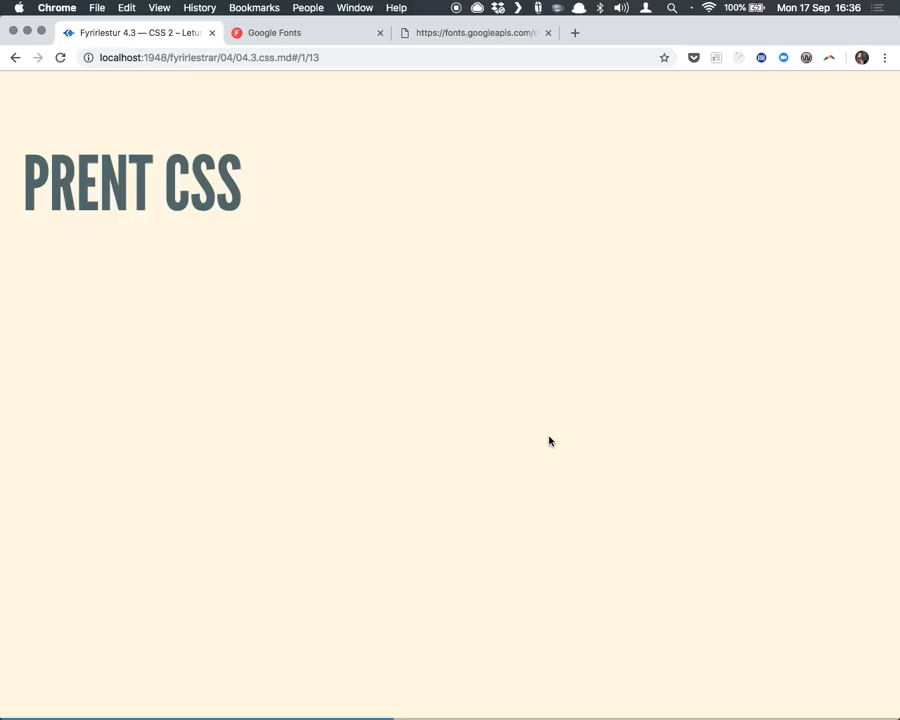 Chrome File Edit View History Bookmarks People Window Help 100% Mon 17 Sep 16:36
Fyrirlestur 4.3 — CSS 2 – Letur Google Fonts https://fonts.googleapis.com/c
localhost:1948/fyrirlestrar/04/04.3.css.md#/1/13
PRENT CSS